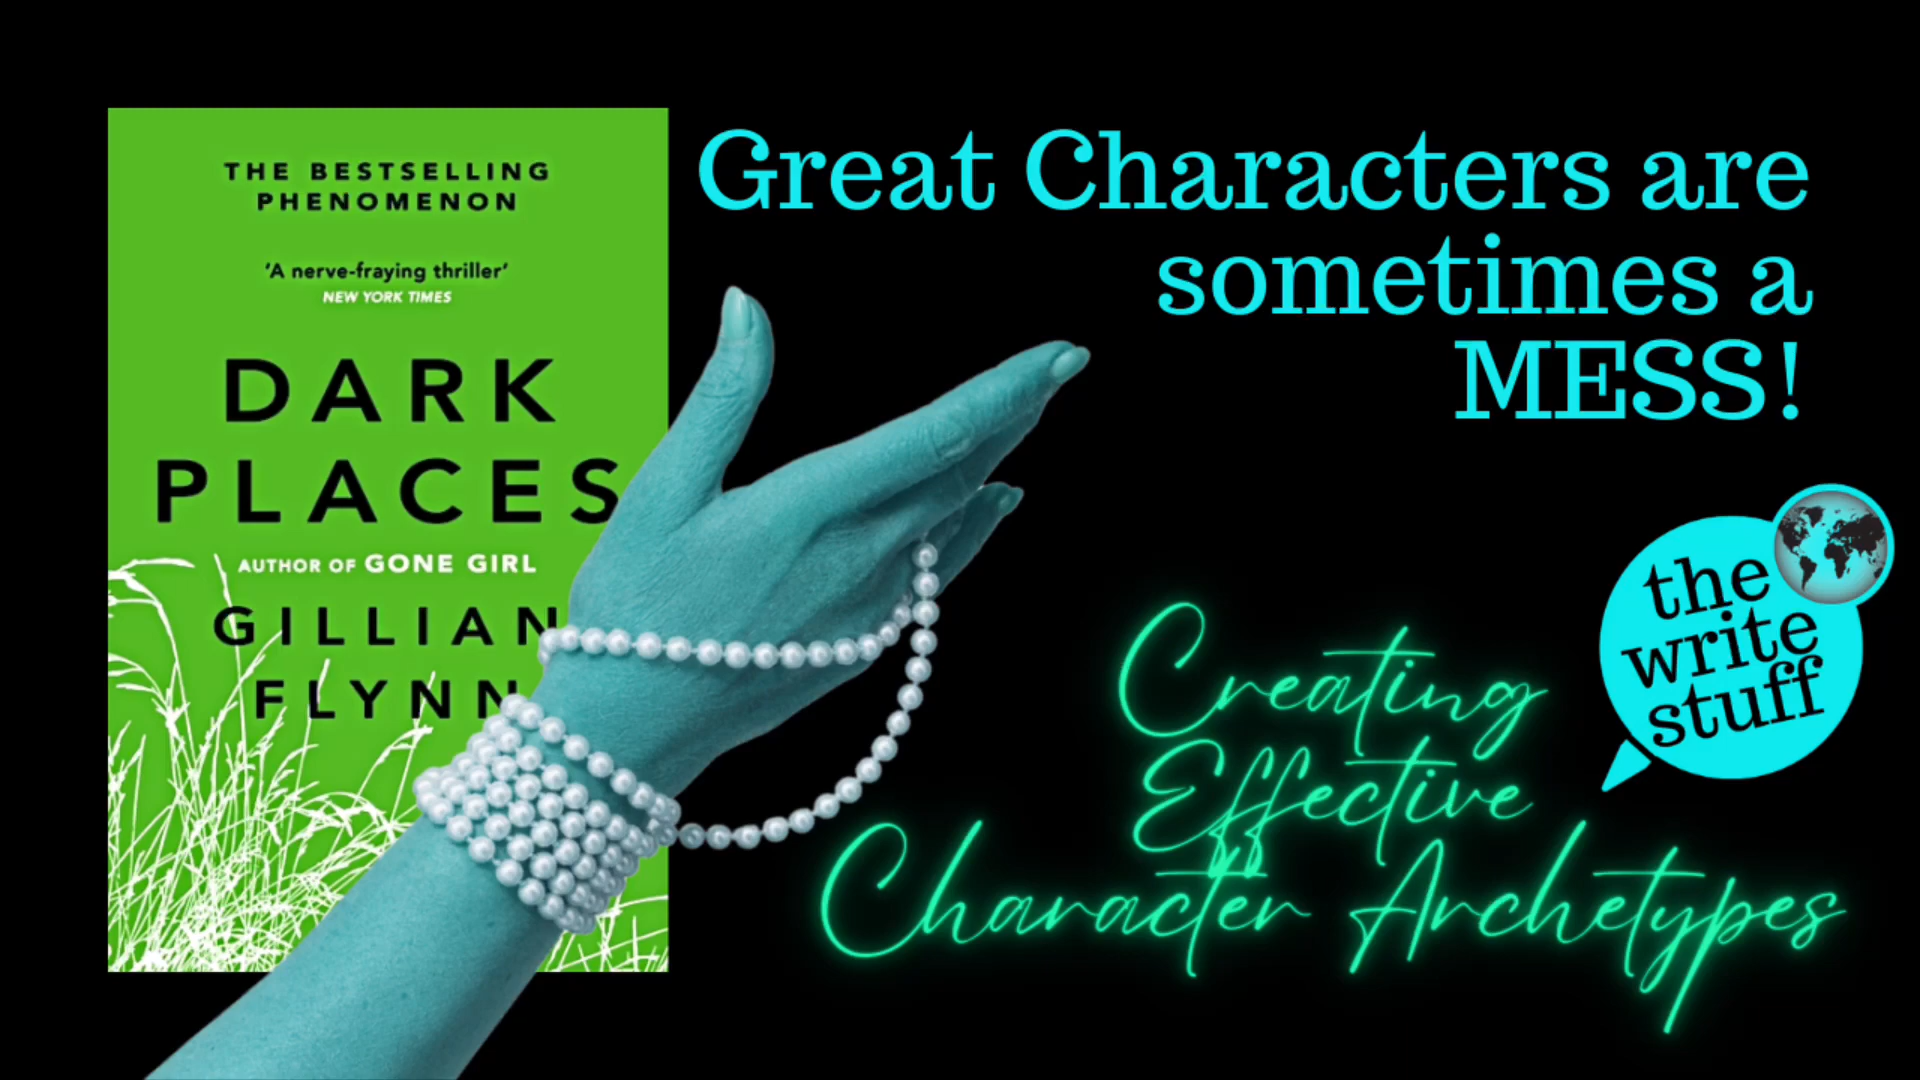 THE BESTSELLING
PHENOMENON
'A nerve-fraying thriller'
NEW YORK TIMES
DARK
PLACES
AUTHOR OF GONE GIRL
GILLIAN
FLYNN
Great Characters are
sometimes a
MESS!
the
write
stuff
Creating
Effective
Character Archetypes